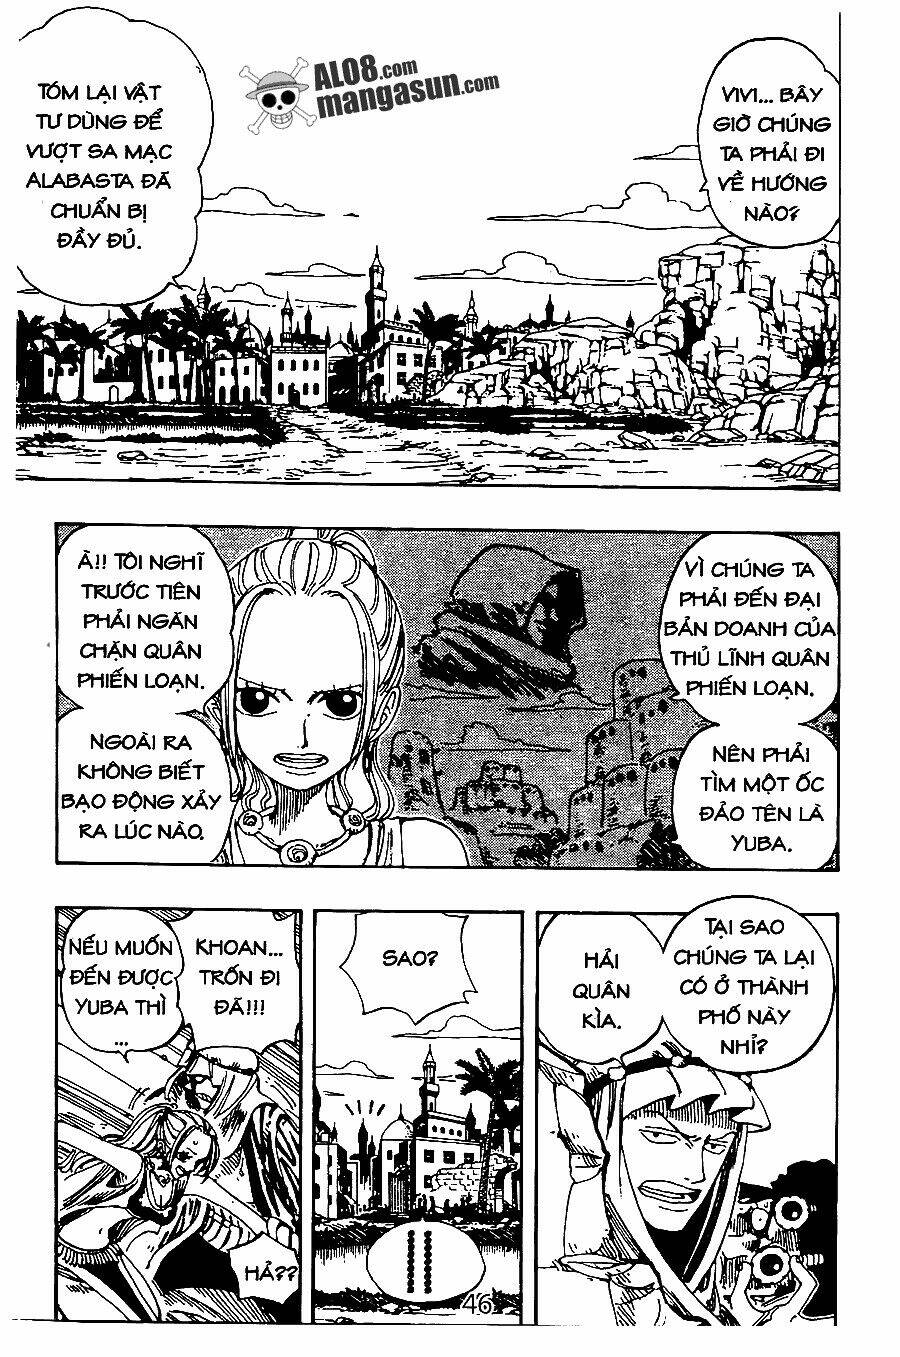 AL08.com
mangasun.com
TÓM LẠI VẬT
TƯ DÙNG ĐỂ
VƯỢT SA MẠC
ALABASTA ĐÃ
CHUẨN BỊ
ĐẦY ĐỦ.
VIVI... BÂY
GIỜ CHÚNG
TA PHẢI ĐI
VỀ HƯỚNG
NÀO?
À!! TÔI NGHĨ
TRƯỚC TIÊN
PHẢI NGĂN
CHẶN QUÂN
PHIẾN LOẠN.
NGOÀI RA
KHÔNG BIẾT
BẠO ĐỘNG XẢY
RA LÚC NÀO.
VÌ CHÚNG TA
PHẢI ĐẾN ĐẠI
BẢN DOANH CỦA
THỦ LĨNH QUÂN
PHIẾN LOẠN.
NÊN PHẢI
TÌM MỘT ỐC
ĐẢO TÊN LÀ
YUBA.
NẾU MUỐN
ĐẾN ĐƯỢC
YUBA THÌ
...
KHOAN...
TRỐN ĐI
ĐÃ!!!
HẢ??
SAO?
HẢI
QUÂN
KÌA.
TẠI SAO
CHÚNG TA LẠI
CÓ Ở THÀNH
PHỐ NÀY
NHỈ?
46